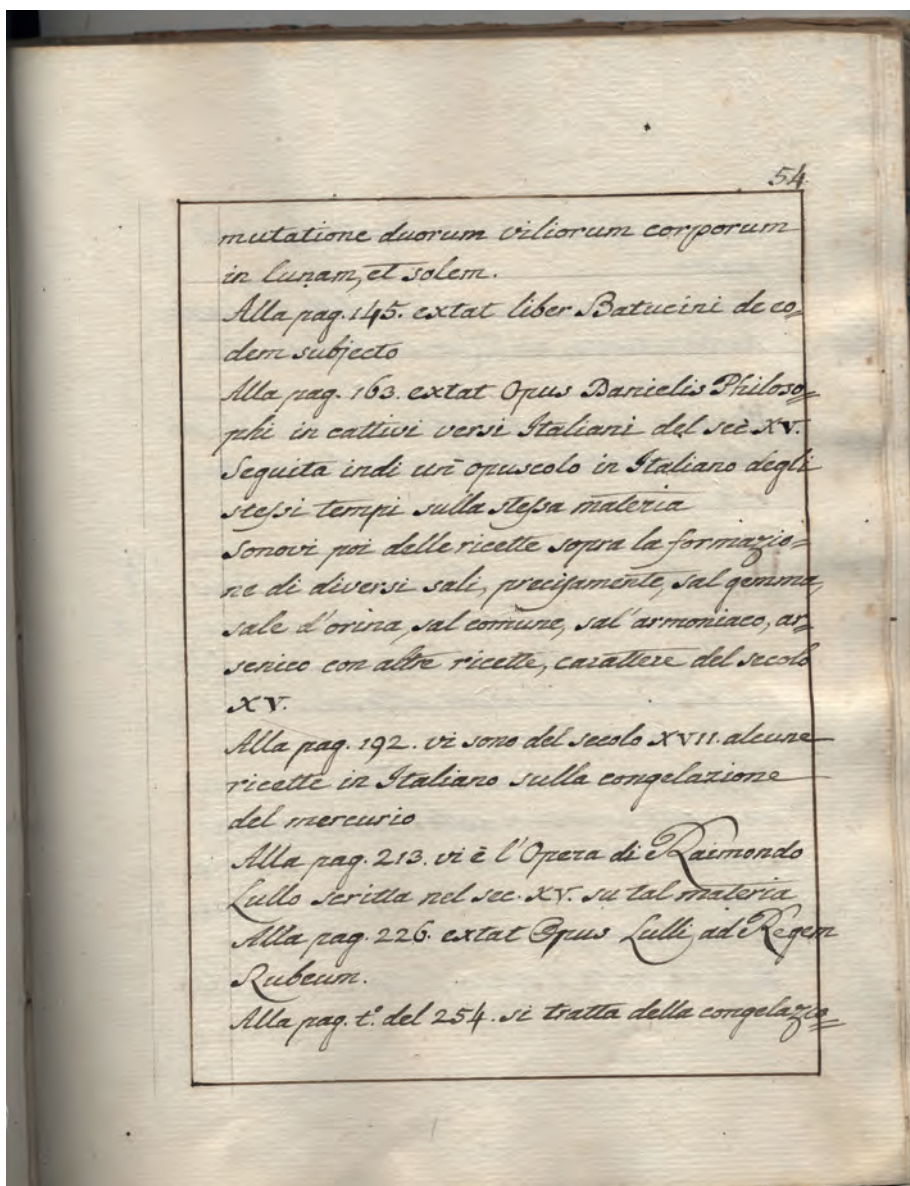 54.
mutatione duorum viliorum corporum
in lunam, et solem.
Alla pag. 145. extat liber Batucini de eo=
dem subjecto
Alla pag. 163. extat Opus Danielis Philoso=
phi in cattivi versi Italiani del sec. XV.
Seguita indi un opuscolo in Italiano degli
stessi tempi sulla stessa materia
Sonovi poi delle ricette sopra la formazio=
ne di diversi sali, precisamente, sal gemma,
sale d'orina, sal comune, sal'armoniaco, ar=
senico con altre ricette, carattere del secolo
XV.
Alla pag. 192. vi sono del secolo XVII. alcune
ricette in Italiano sulla congelazione
del mercurio
Alla pag. 213. vi è l'Opera di Raimondo
Lullo scritta nel sec. XV. su tal materia
Alla pag. 226. extat Opus Lulli, ad Regem
Rubeum.
Alla pag. t.º del 254. si tratta della congelazio=